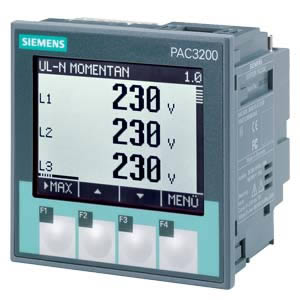 SIEMENS
PAC3200
UL-N MOMENTAN 1.0
L1 230 V
L2 230 V
L3 230 V
▶MAX ▲ ▼ MENÜ
F1 F2 F3 F4